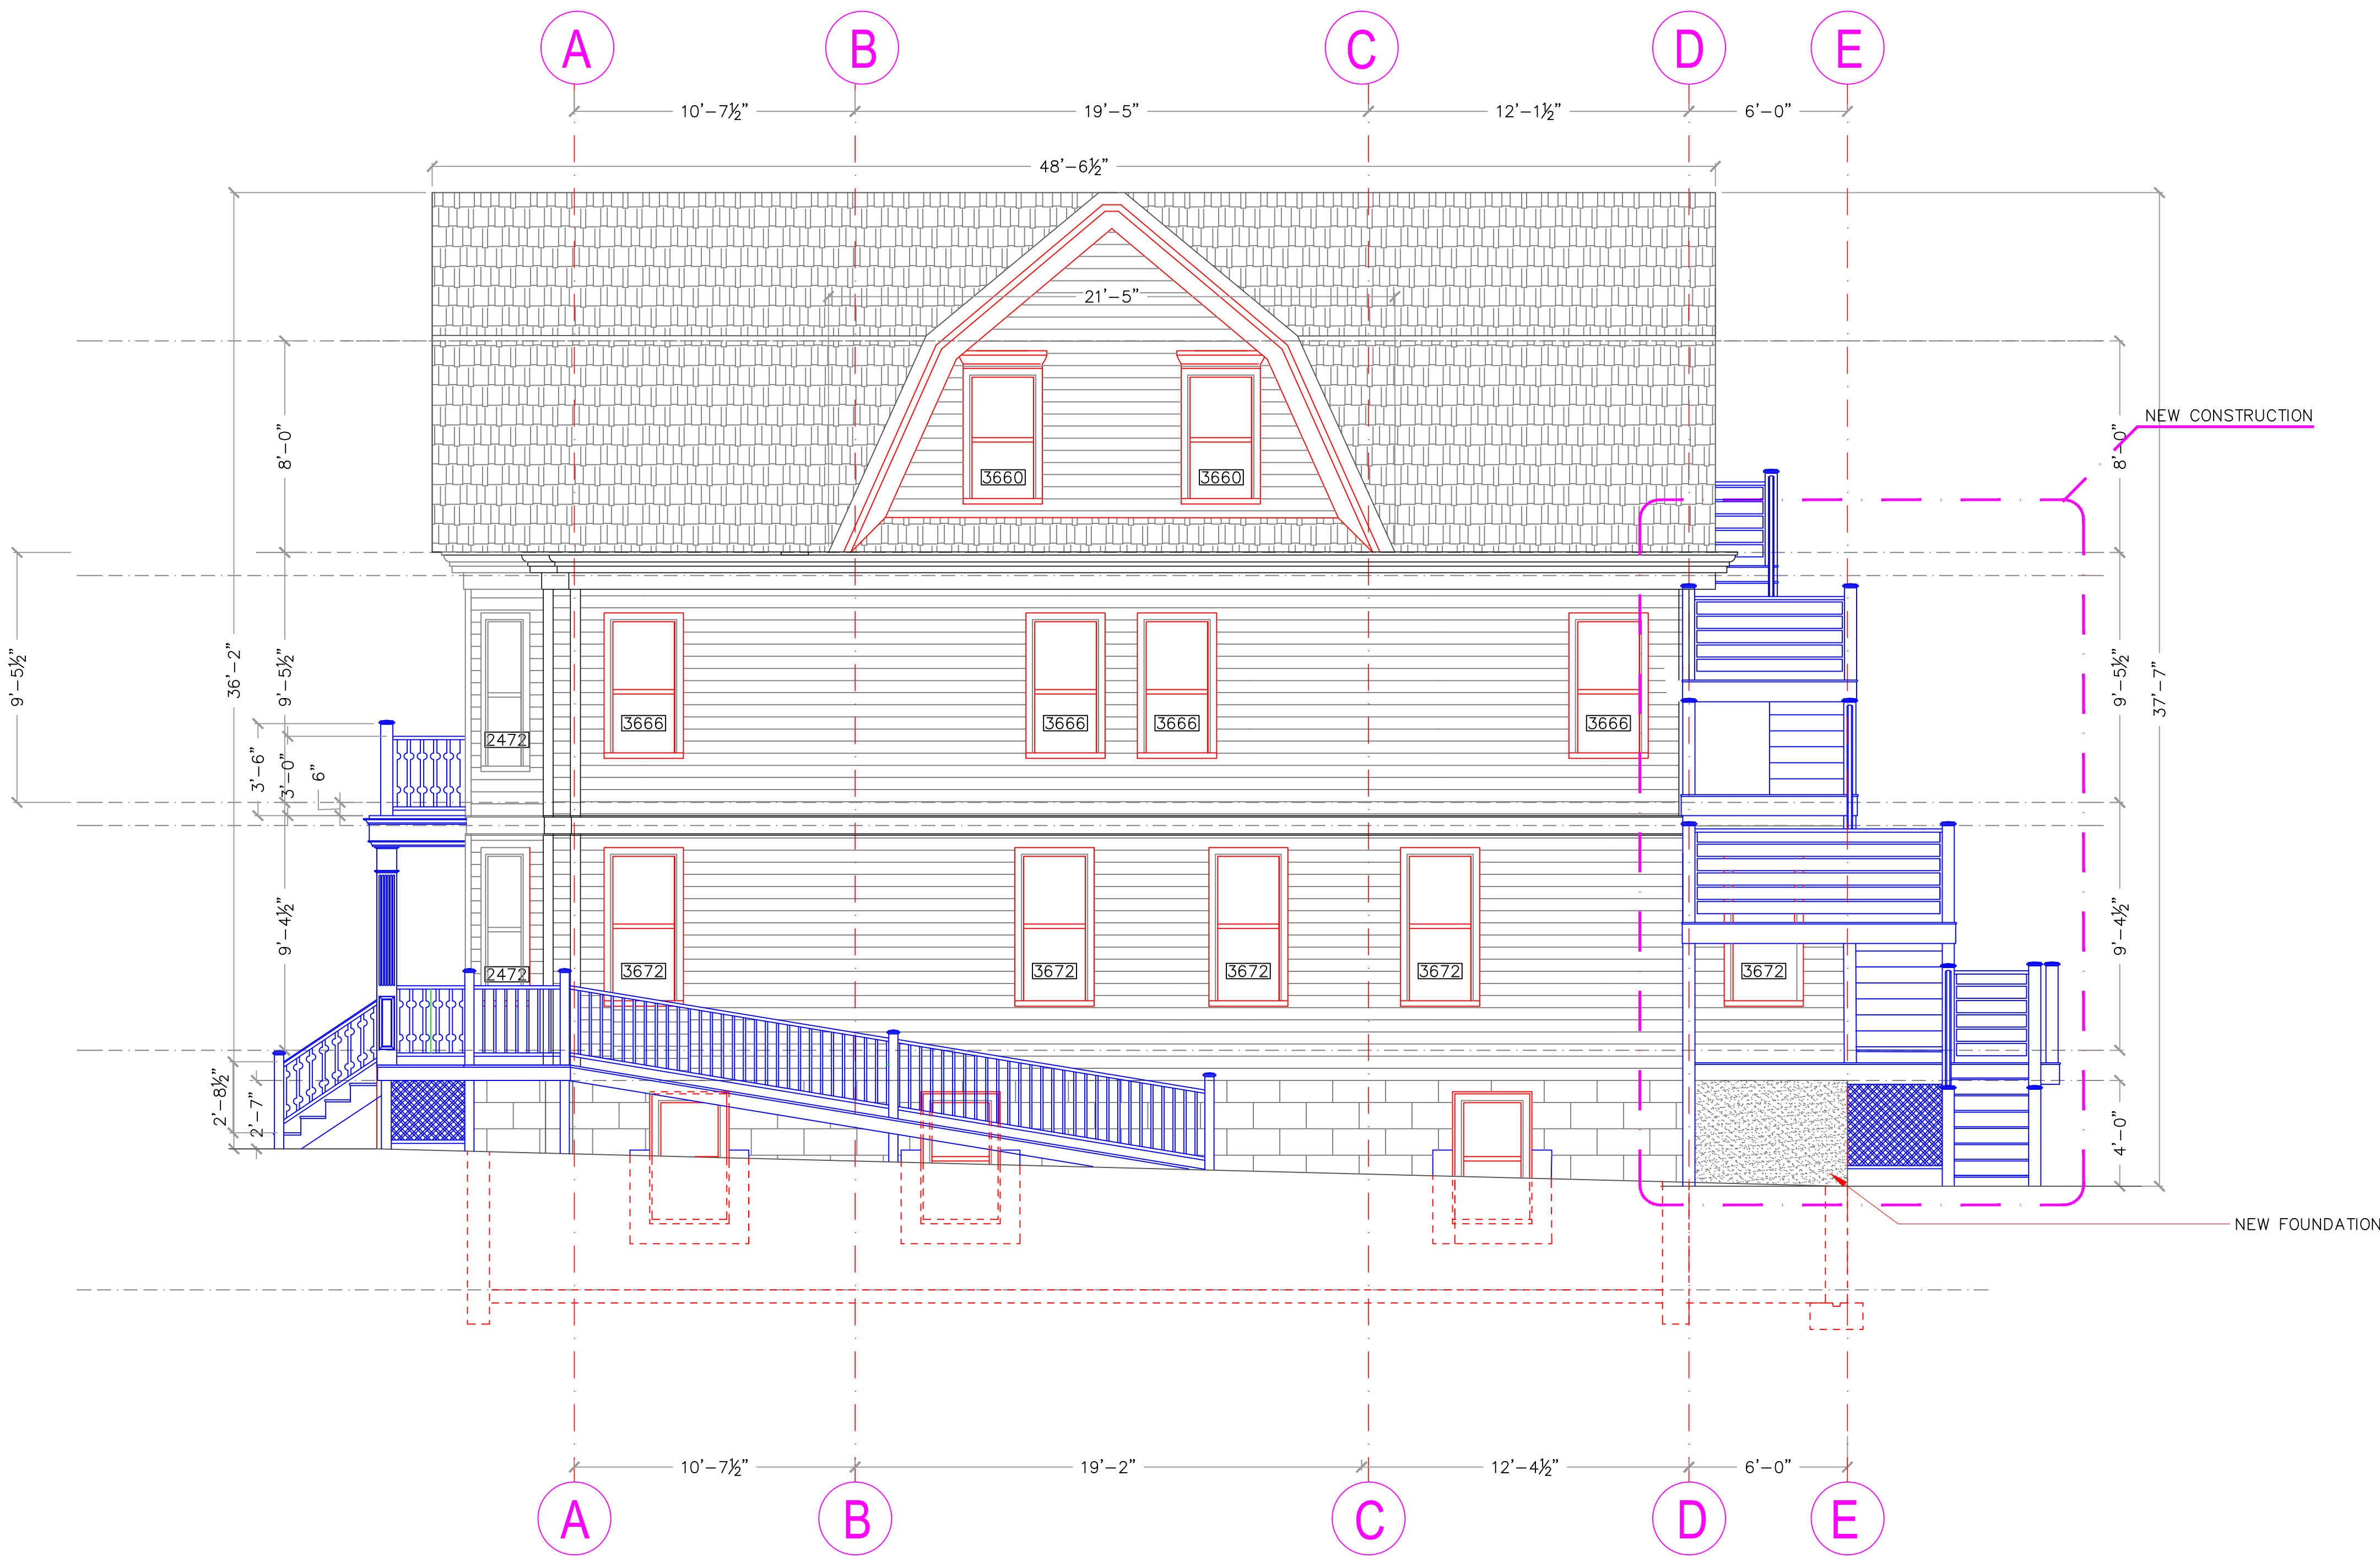 A B C D E
10'-7½" 19'-5" 12'-1½" 6'-0"
48'-6½"
21'-5"
NEW CONSTRUCTION
8'-0" 8'-0"
3660 3660
9'-5½" 36'-2" 9'-5½" 9'-5½" 37'-7"
3666 3666 3666 3666
2472
3'-6" 3'-0" 6"
9'-4½" 9'-4½"
2472 3672 3672 3672 3672 3672
2'-8½" 2'-7" 4'-0"
NEW FOUNDATION
10'-7½" 19'-2" 12'-4½" 6'-0"
A B C D E